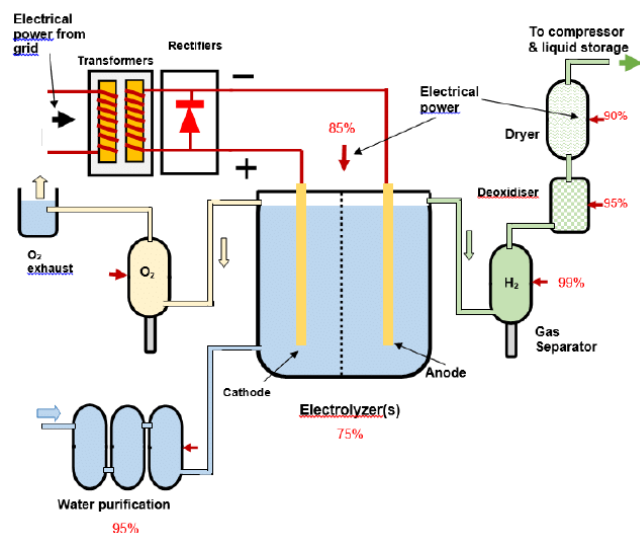 Electrical
power from
grid
Transformers
Rectifiers
To compressor
& liquid storage
Electrical
power
85%
Dryer
90%
Deoxidiser
95%
O₂
exhaust
O₂
H₂
99%
Gas
Separator
Cathode
Anode
Electrolyzer(s)
75%
Water purification
95%